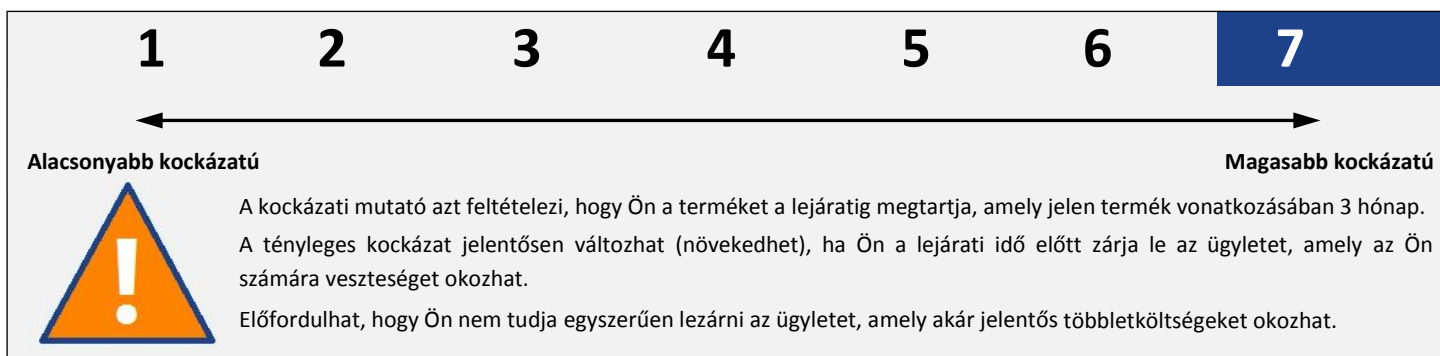 1 2 3 4 5 6 7
Alacsonyabb kockázatú Magasabb kockázatú
A kockázati mutató azt feltételezi, hogy Ön a terméket a lejáratig megtartja, amely jelen termék vonatkozásában 3 hónap.
A tényleges kockázat jelentősen változhat (növekedhet), ha Ön a lejárati idő előtt zárja le az ügyletet, amely az Ön
számára veszteséget okozhat.
Előfordulhat, hogy Ön nem tudja egyszerűen lezárni az ügyletet, amely akár jelentős többletköltségeket okozhat.